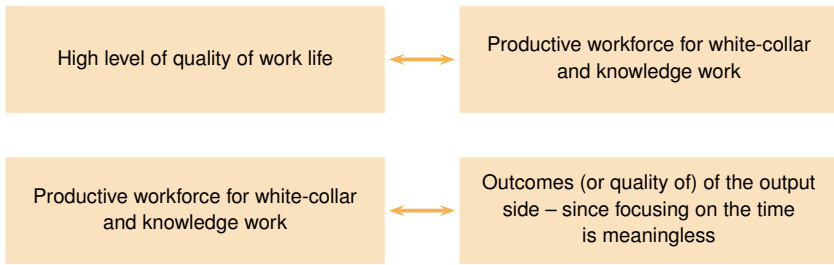 High level of quality of work life
Productive workforce for white-collar
and knowledge work
Productive workforce for white-collar
and knowledge work
Outcomes (or quality of) of the output
side – since focusing on the time
is meaningless